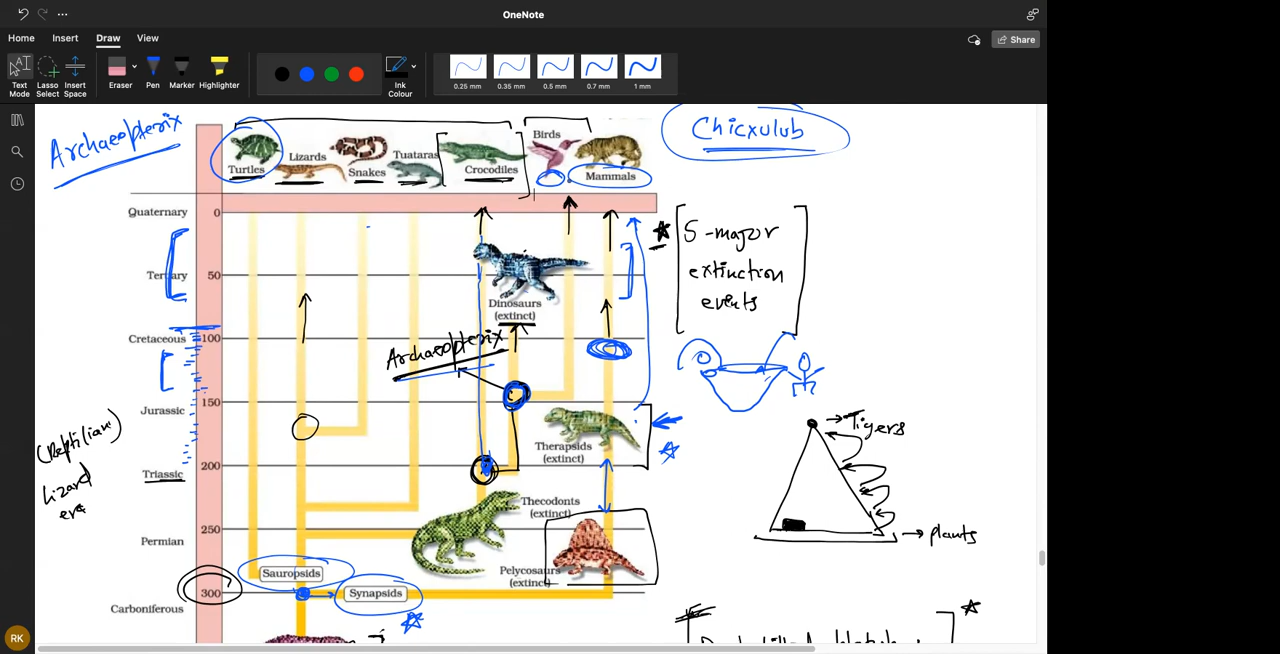 OneNote
Home Insert Draw View
Share
Text Mode
Lasso Select
Insert Space
Eraser
Pen
Marker
Highlighter
Ink Colour
0.25 mm
0.35 mm
0.5 mm
0.7 mm
1 mm
Archaeopterix
Chicxulub
Turtles
Lizards
Snakes
Tuataras
Crocodiles
Birds
Mammals
Quaternary 0
Tertiary 50
Cretaceous 100
Jurassic 150
Triassic 200
250
Permian
300
Carboniferous
5-major
extinction
events
Dinosaurs
(extinct)
Archaeopterix
Therapsids
(extinct)
Thecodonts
(extinct)
Pelycosaurs
(extinct)
Sauropsids
Synapsids
(Reptilian)
Lizard
era
Tigers
plants
RK